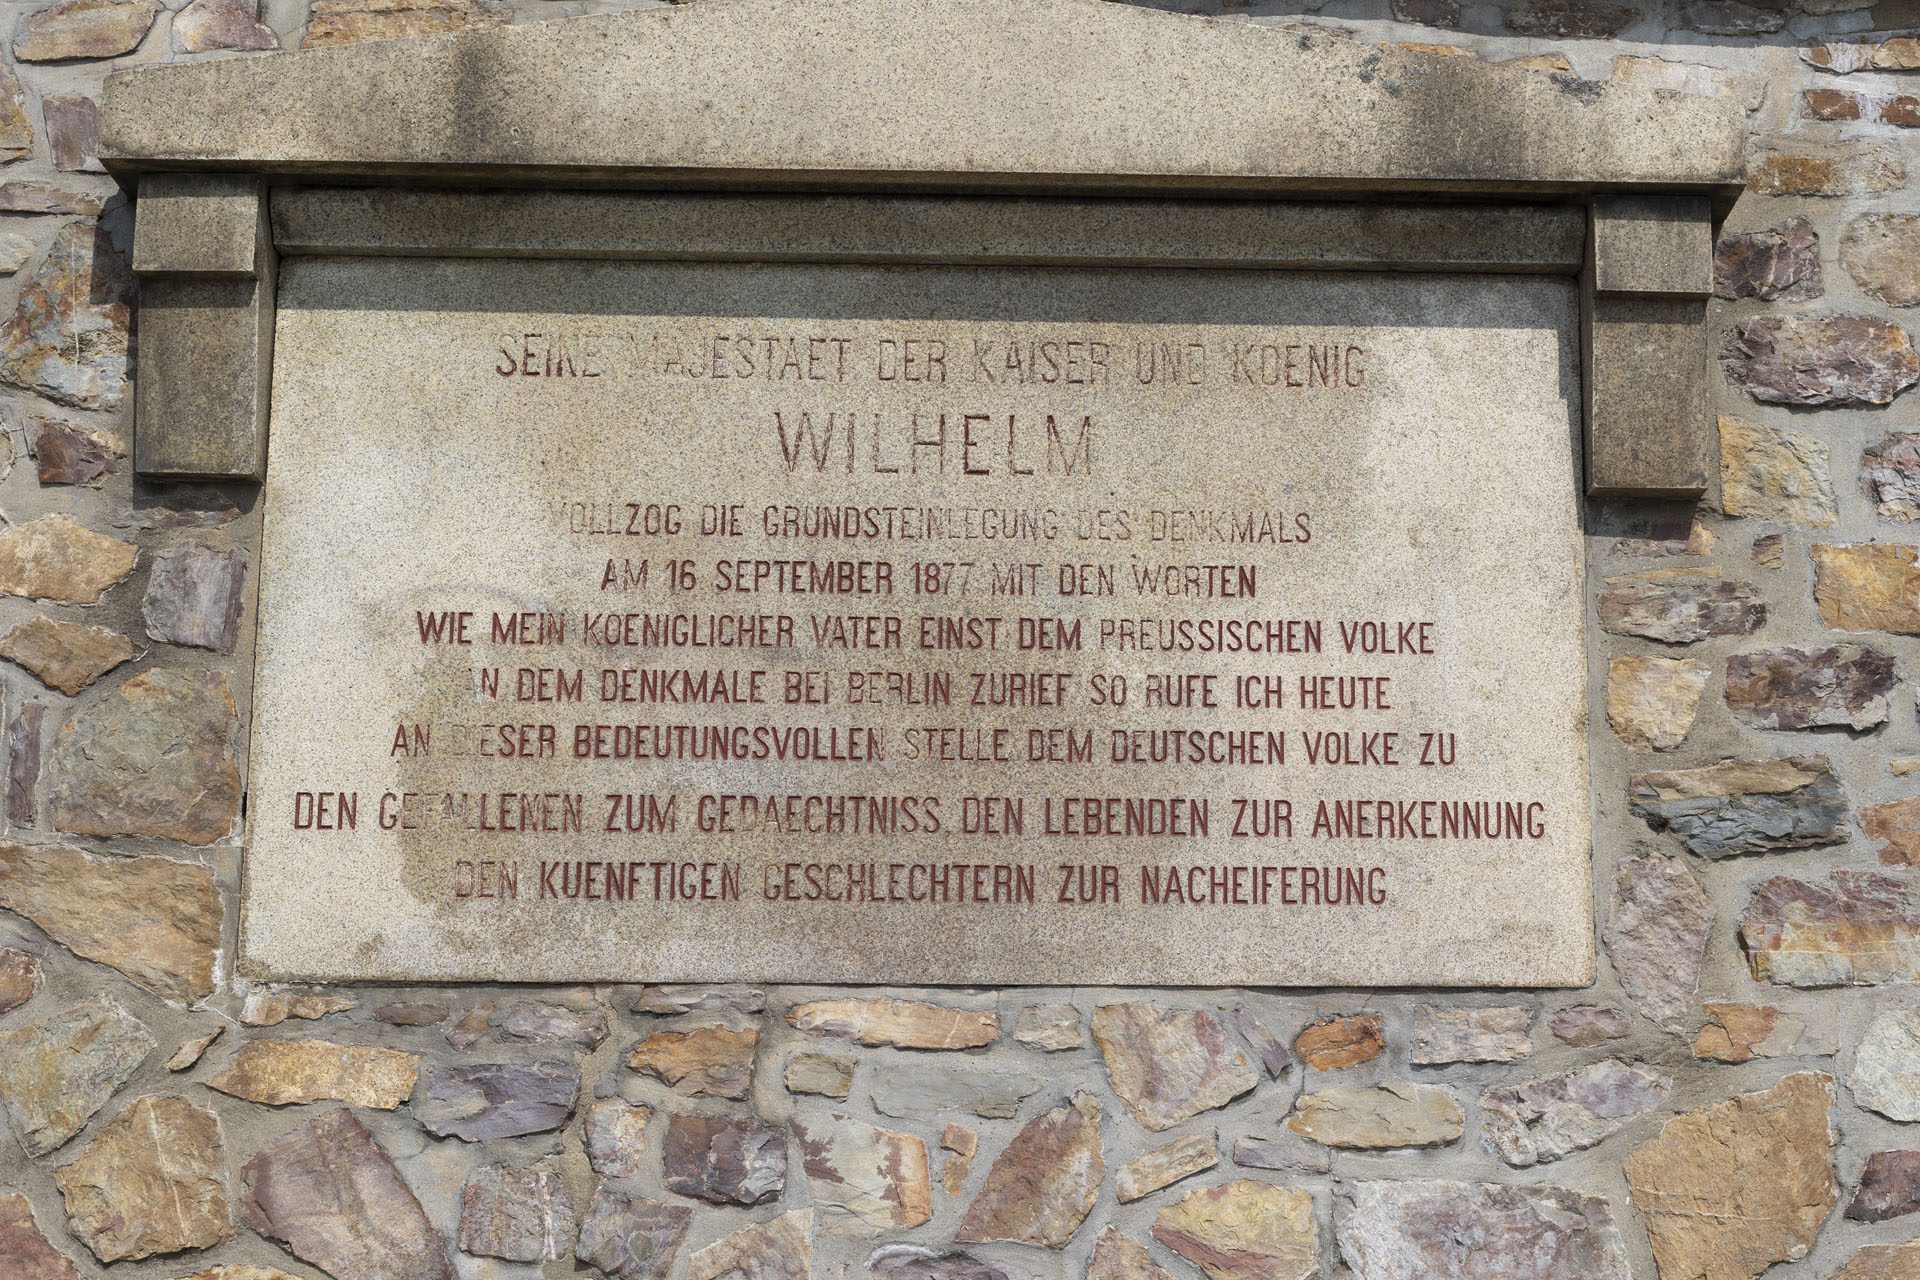 SEINE MAJESTAET DER KAISER UND KOENIG
WILHELM
VOLLZOG DIE GRUNDSTEINLEGUNG DES DENKMALS
AM 16 SEPTEMBER 1877 MIT DEN WORTEN
WIE MEIN KOENIGLICHER VATER EINST DEM PREUSSISCHEN VOLKE
AN DEM DENKMALE BEI BERLIN ZURIEF SO RUFE ICH HEUTE
AN DIESER BEDEUTUNGSVOLLEN STELLE DEM DEUTSCHEN VOLKE ZU
DEN GEFALLENEN ZUM GEDAECHTNISS, DEN LEBENDEN ZUR ANERKENNUNG
DEN KUENFTIGEN GESCHLECHTERN ZUR NACHEIFERUNG